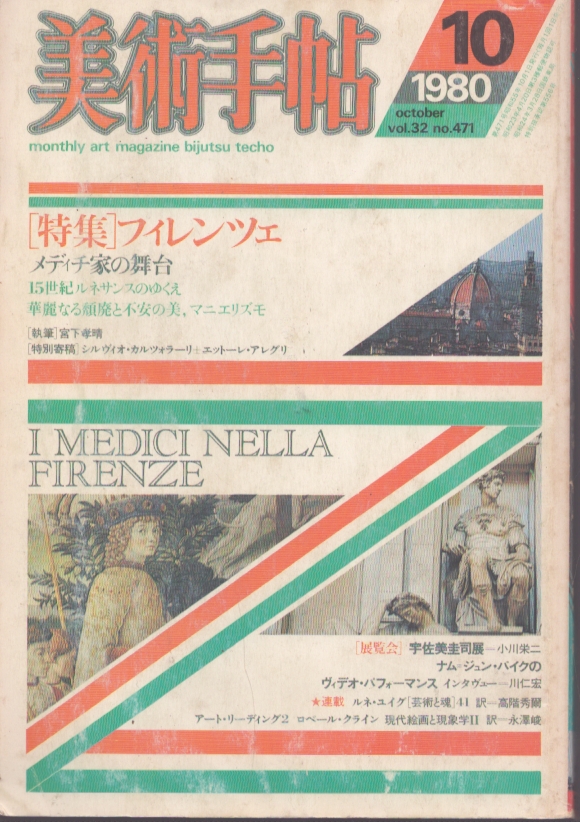 美術手帖
monthly art magazine bijutsu techo
10
1980
october
vol.32 no.471
[特集]フィレンツェ
メディチ家の舞台
15世紀ルネサンスのゆくえ
華麗なる頽廃と不安の美，マニエリズモ
[執筆]宮下孝晴
[特別寄稿]シルヴィオ・カルツォラーリ+エットーレ・アレグリ
I MEDICI NELLA
FIRENZE
[展覧会] 宇佐美圭司展─小川栄二
ナム=ジュン・パイクの
ヴィデオ・パフォーマンス インタヴュー─川仁宏
★連載 ルネ・ユイグ[芸術と魂]41 訳─高階秀爾
アート・リーディング2 ロベール・クライン 現代絵画と現象学II 訳─永澤峻